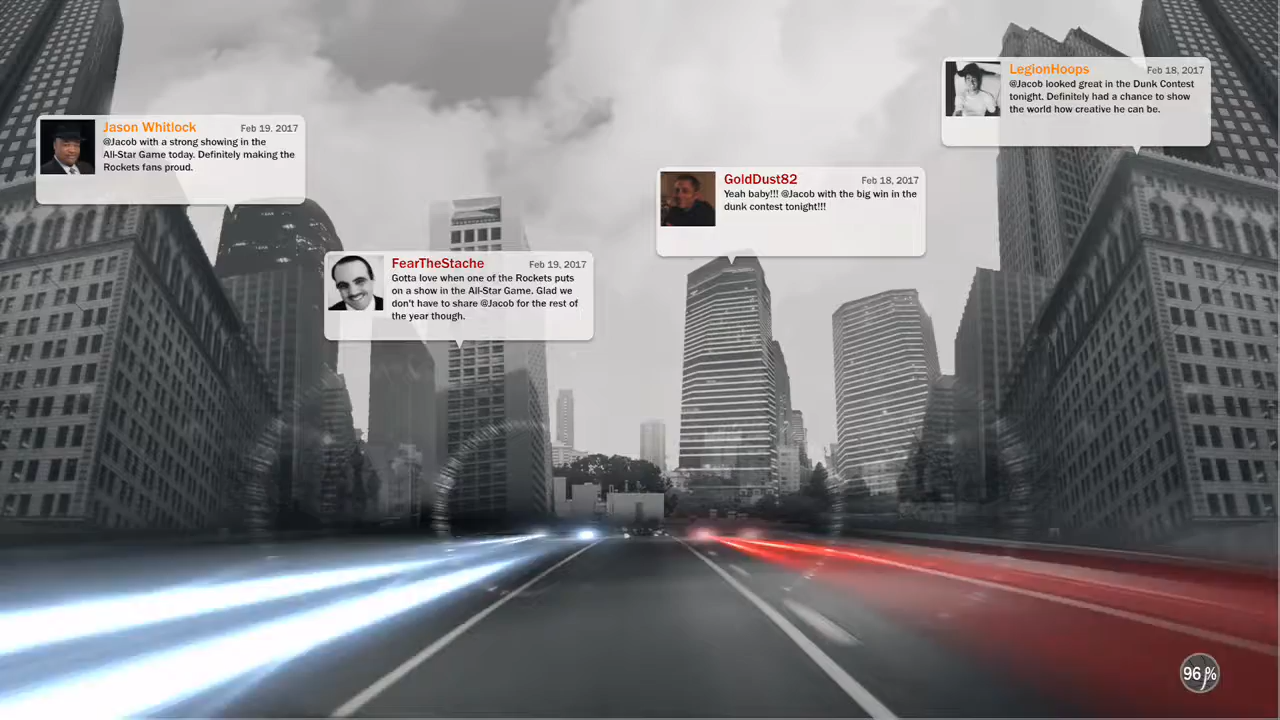 Jason Whitlock Feb 19. 2017
@Jacob with a strong showing in the
All-Star Game today. Definitely making the
Rockets fans proud.
FearTheStache Feb 19, 2017
Gotta love when one of the Rockets puts
on a show in the All-Star Game. Glad we
don't have to share @Jacob for the rest of
the year though.
GoldDust82 Feb 18, 2017
Yeah baby!!! @Jacob with the big win in the
dunk contest tonight!!!
LegionHoops Feb 18, 2017
@Jacob looked great in the Dunk Contest
tonight. Definitely had a chance to show
the world how creative he can be.
96 %